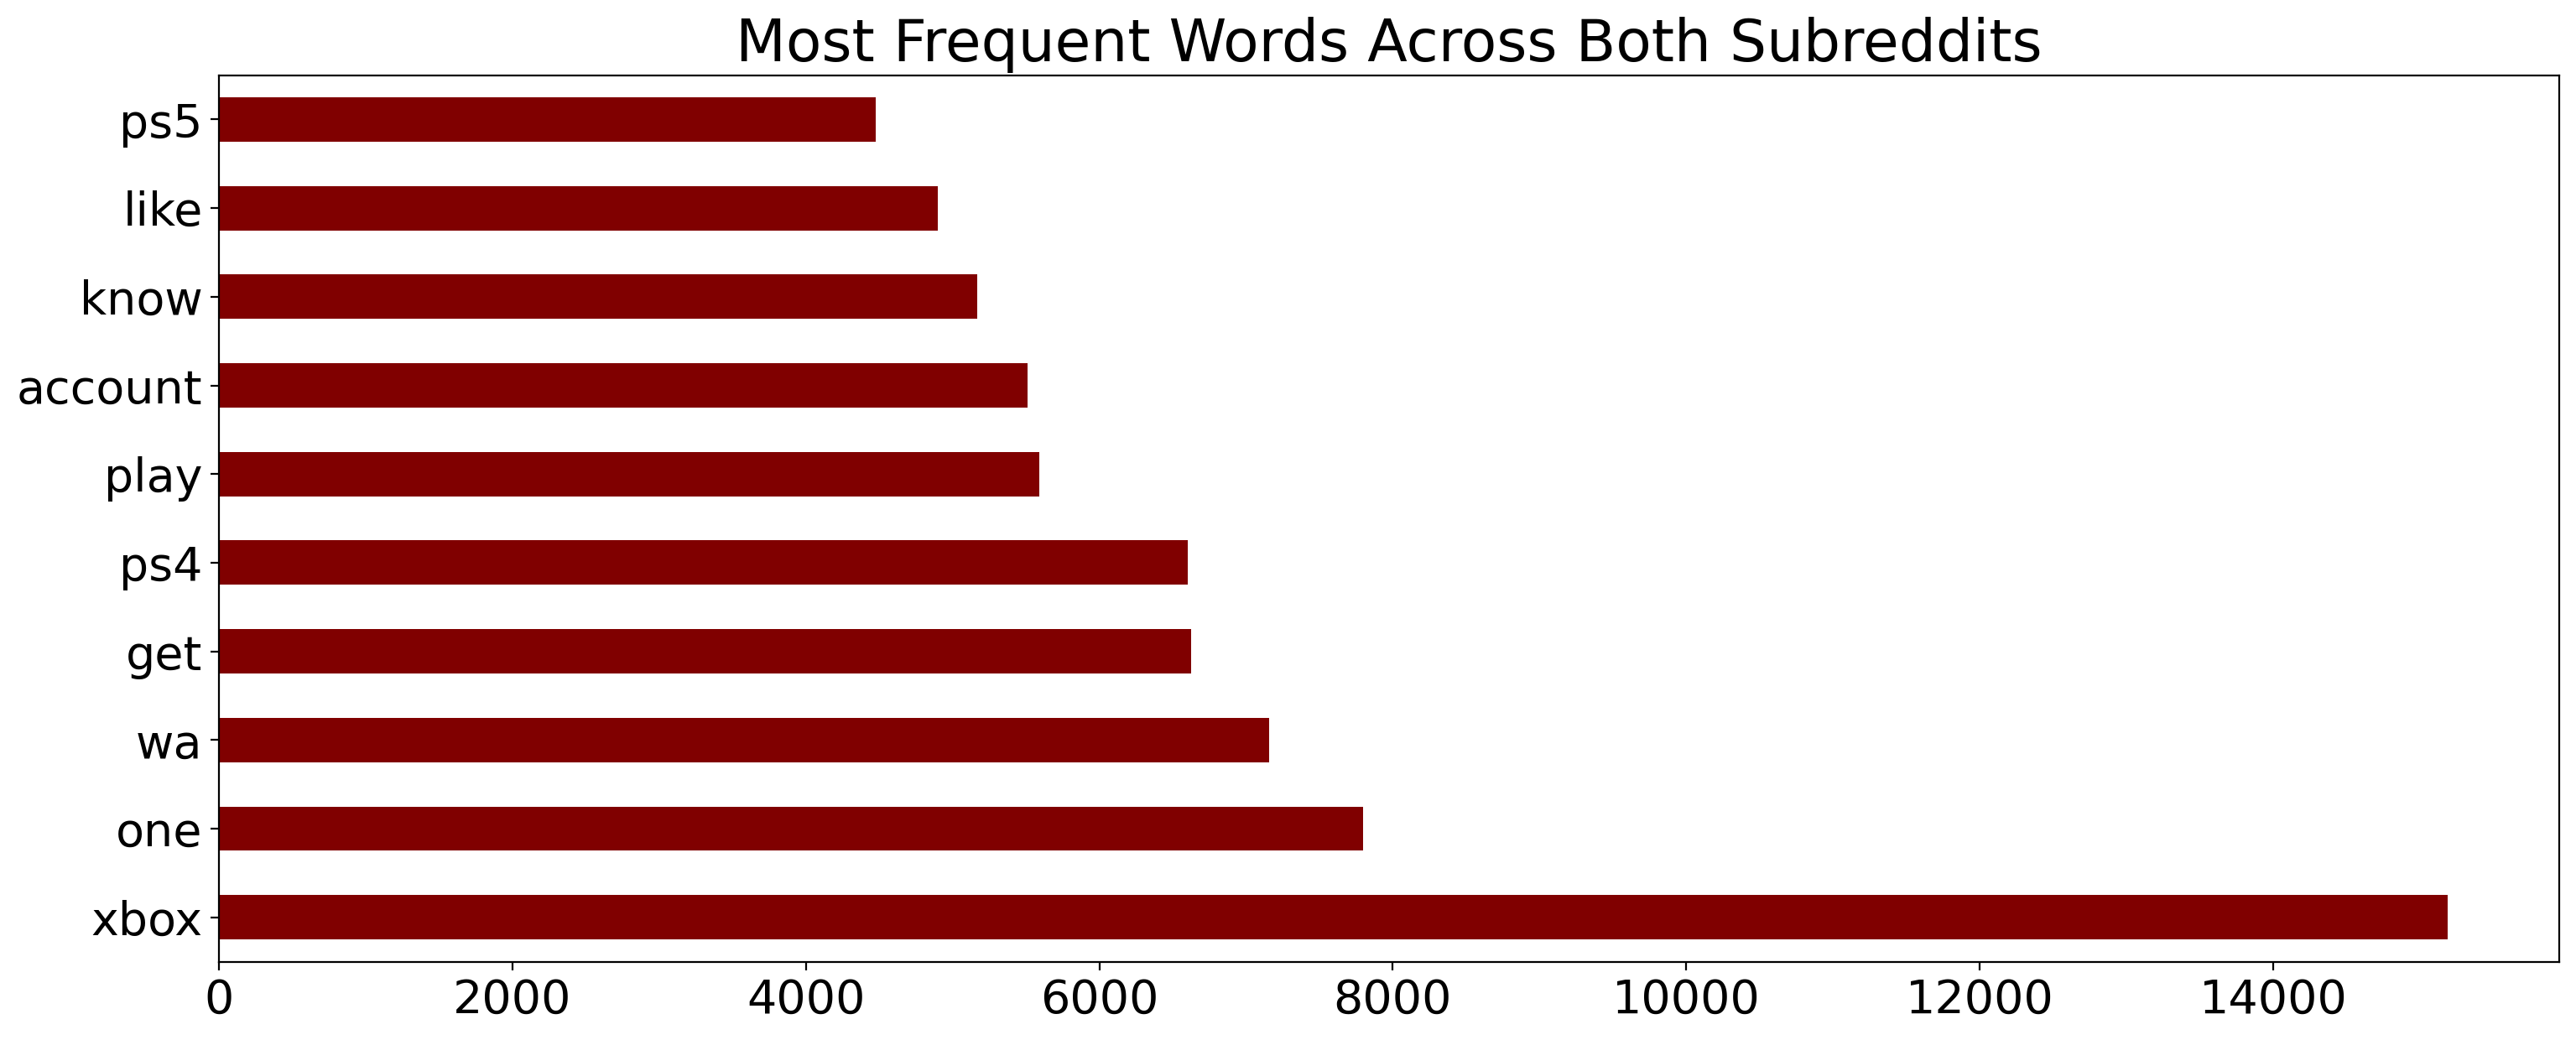 Most Frequent Words Across Both Subreddits
ps5
like
know
account
play
ps4
get
wa
one
xbox
0 2000 4000 6000 8000 10000 12000 14000